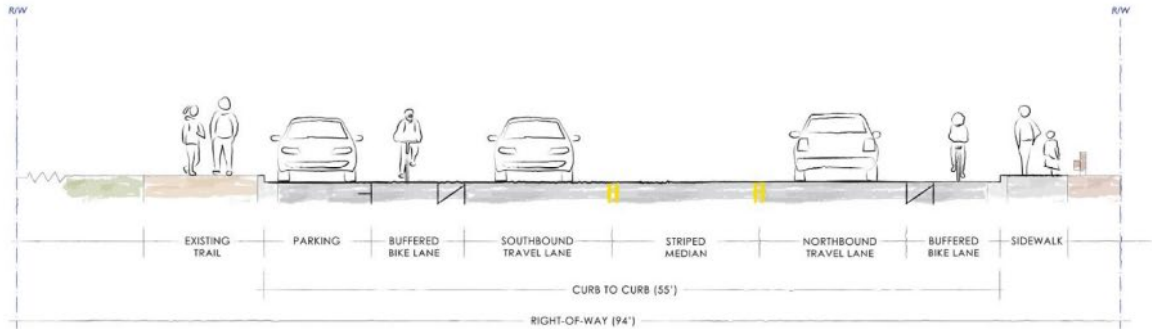 R/W
R/W
EXISTING
TRAIL
PARKING
BUFFERED
BIKE LANE
SOUTHBOUND
TRAVEL LANE
STRIPED
MEDIAN
NORTHBOUND
TRAVEL LANE
BUFFERED
BIKE LANE
SIDEWALK
CURB TO CURB (55')
RIGHT-OF-WAY (94')